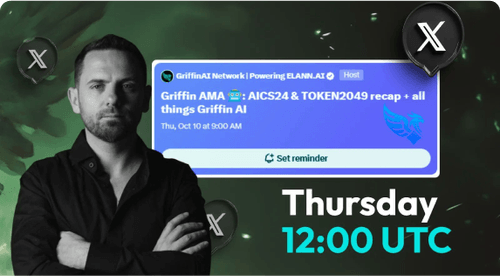 GriffinAI Network | Powering ELANN.AI Host
Griffin AMA 🤖: AICS24 & TOKEN2049 recap + all
things Griffin AI
Thu, Oct 10 at 9:00 AM
Set reminder
Thursday
12:00 UTC